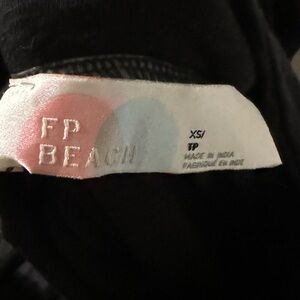 FP
BEACH
XS/
TP
MADE IN INDIA
FABRIQUÉ EN INDE